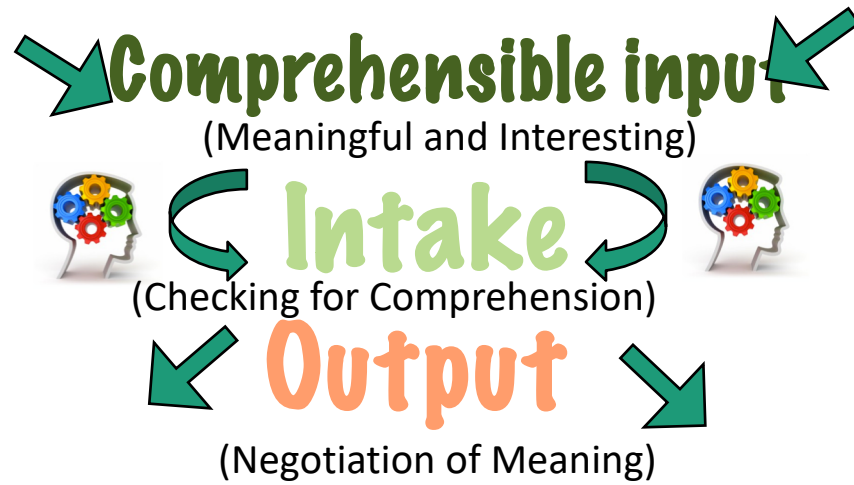 Comprehensible input
(Meaningful and Interesting)
Intake
(Checking for Comprehension)
Output
(Negotiation of Meaning)